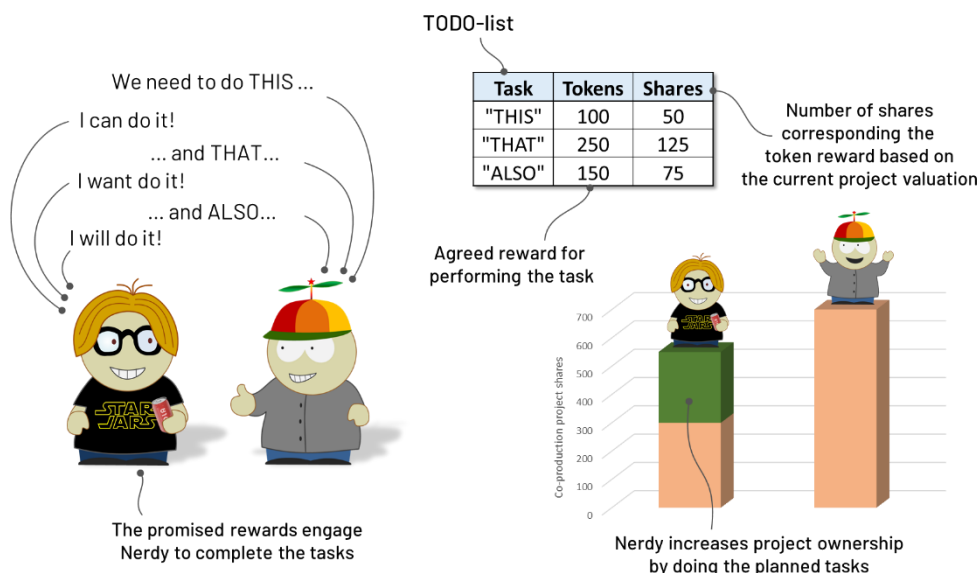 TODO-list
We need to do THIS ...
I can do it!
... and THAT...
I want do it!
... and ALSO...
I will do it!
Task Tokens Shares
"THIS" 100 50
"THAT" 250 125
"ALSO" 150 75
Number of shares
corresponding the
token reward based on
the current project valuation
Agreed reward for
performing the task
STAR
JARS
STAR
JARS
Co-production project shares
700
600
500
400
300
200
100
0
The promised rewards engage
Nerdy to complete the tasks
Nerdy increases project ownership
by doing the planned tasks